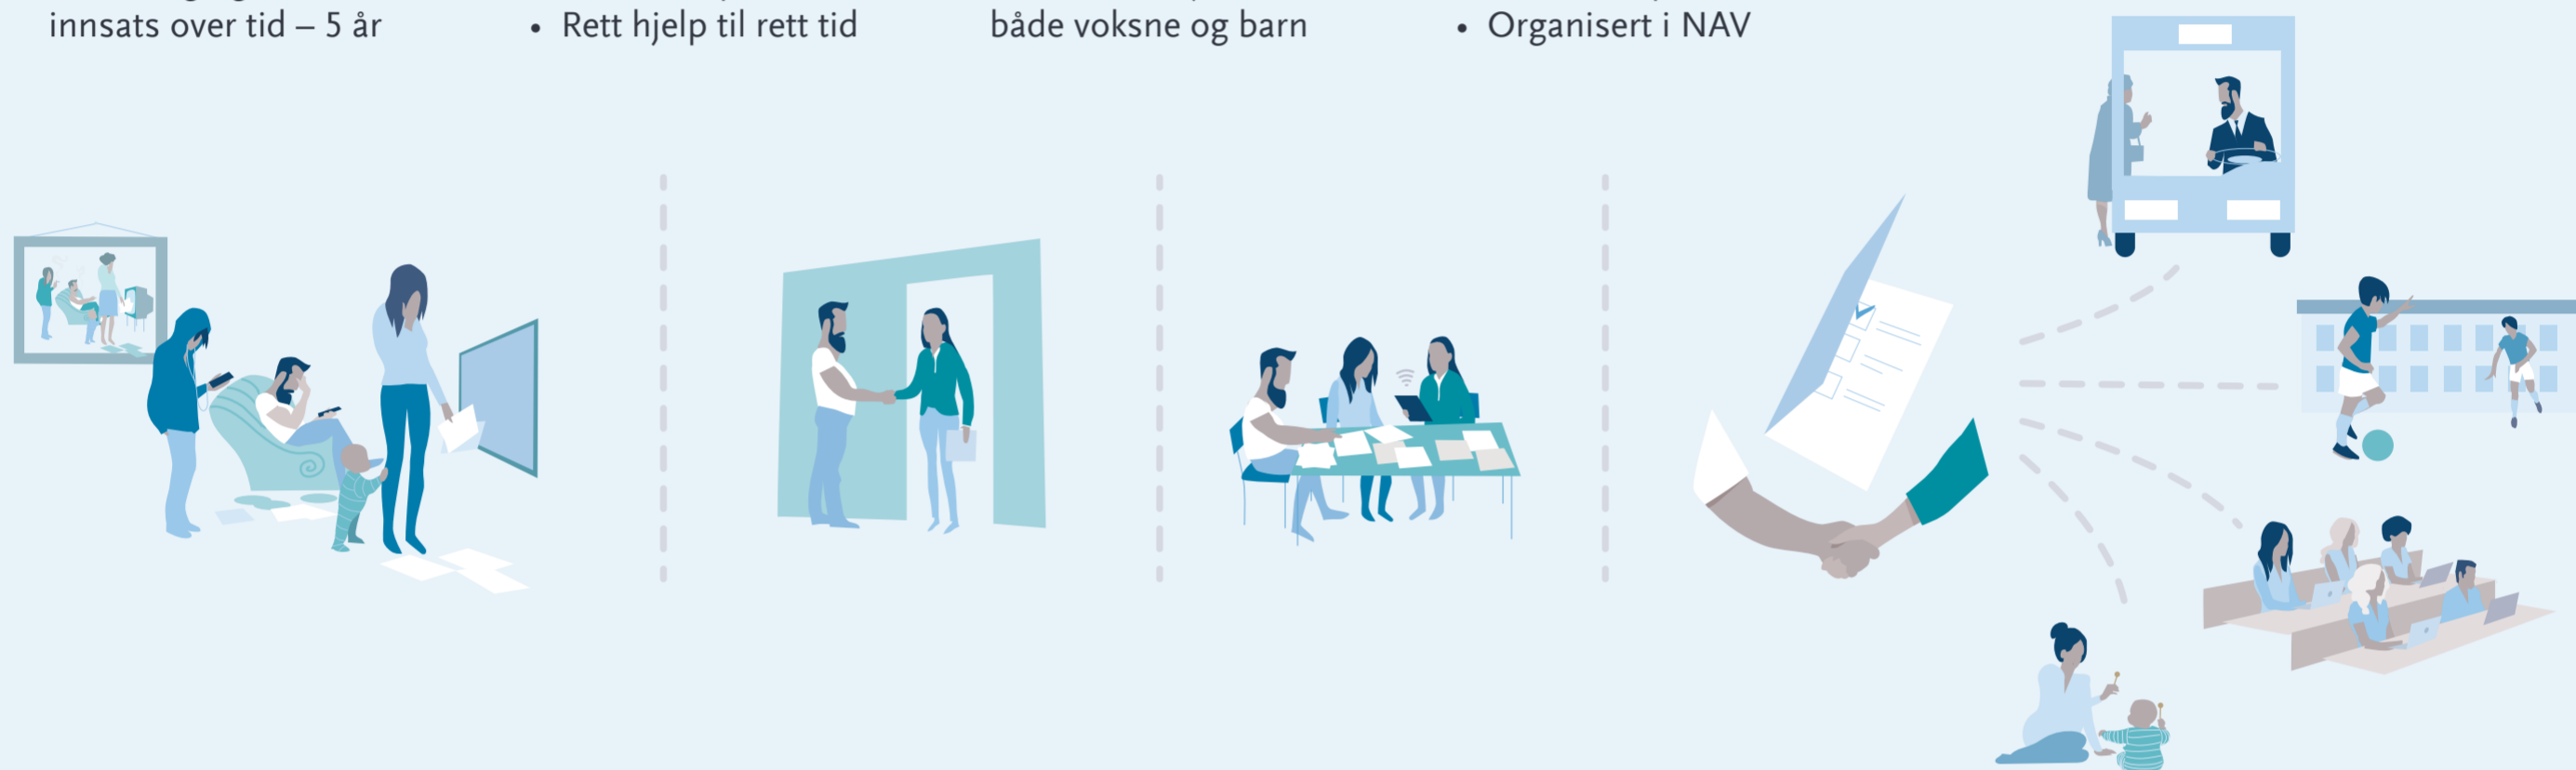 innsats over tid – 5 år
• Rett hjelp til rett tid
både voksne og barn
• Organisert i NAV